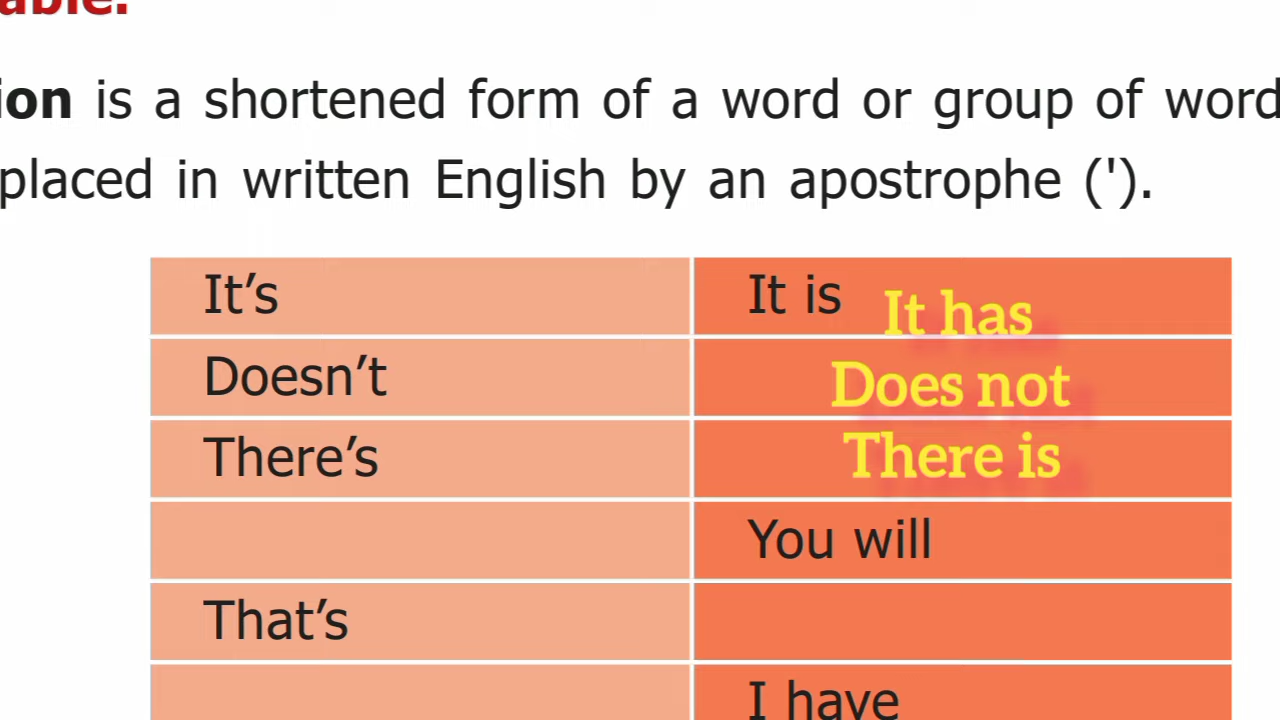 able.
ion is a shortened form of a word or group of word
placed in written English by an apostrophe (').
It’s It is It has
Doesn’t Does not
There’s There is
You will
That’s
I have